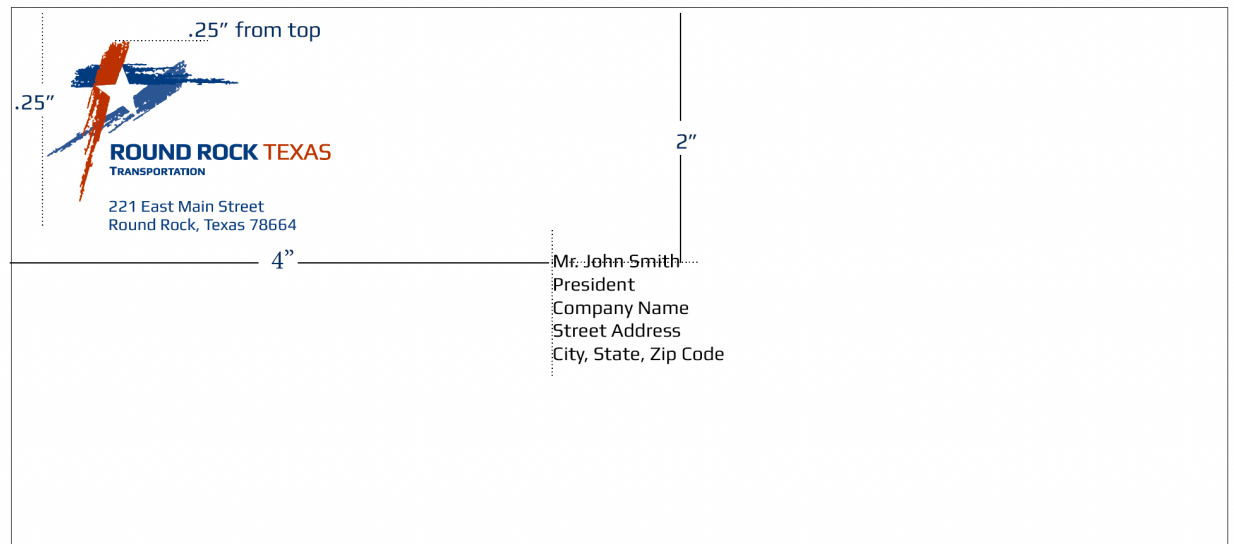 .25” from top
.25”
2”
ROUND ROCK TEXAS
TRANSPORTATION
221 East Main Street
Round Rock, Texas 78664
4”
Mr. John Smith
President
Company Name
Street Address
City, State, Zip Code